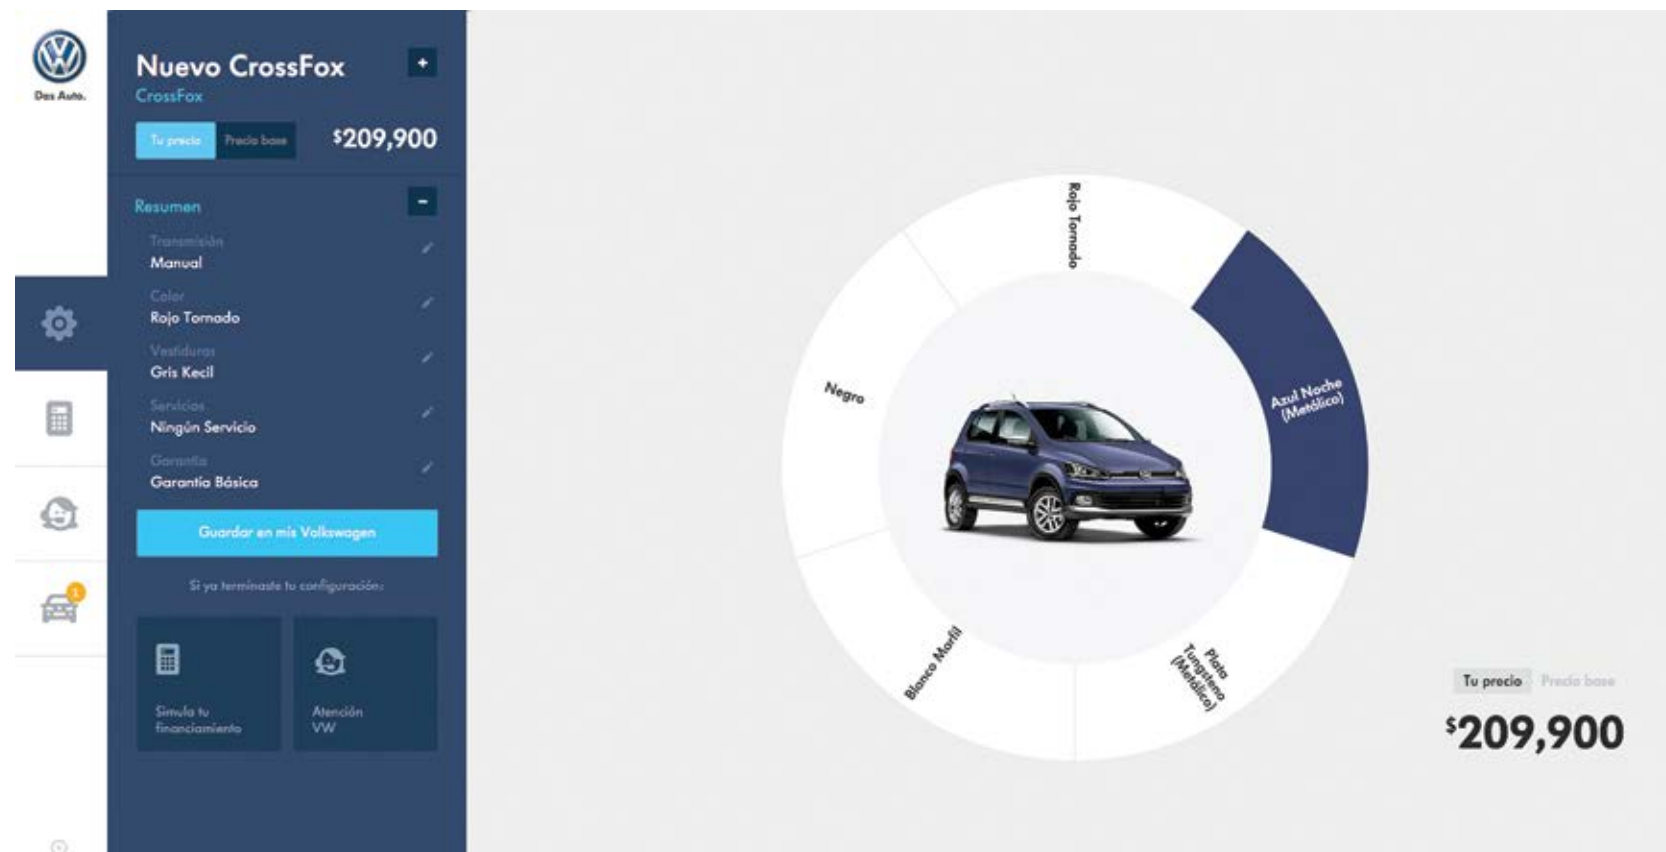 Das Auto.
Nuevo CrossFox
+
CrossFox
Tu precio
Precio base
$209,900
Resumen
-
Transmisión
Manual
Color
Rojo Tornado
Vestiduras
Gris Kecil
Servicios
Ningún Servicio
Garantía
Garantía Básica
Guardar en mis Volkswagen
Si ya terminaste tu configuración:
Simula tu
financiamiento
Atención
VW
1
Rojo Tornado
Azul Noche
(Metálico)
Plata
Tungsteno
(Metálico)
Blanco Marfil
Negro
Tu precio
Precio base
$209,900